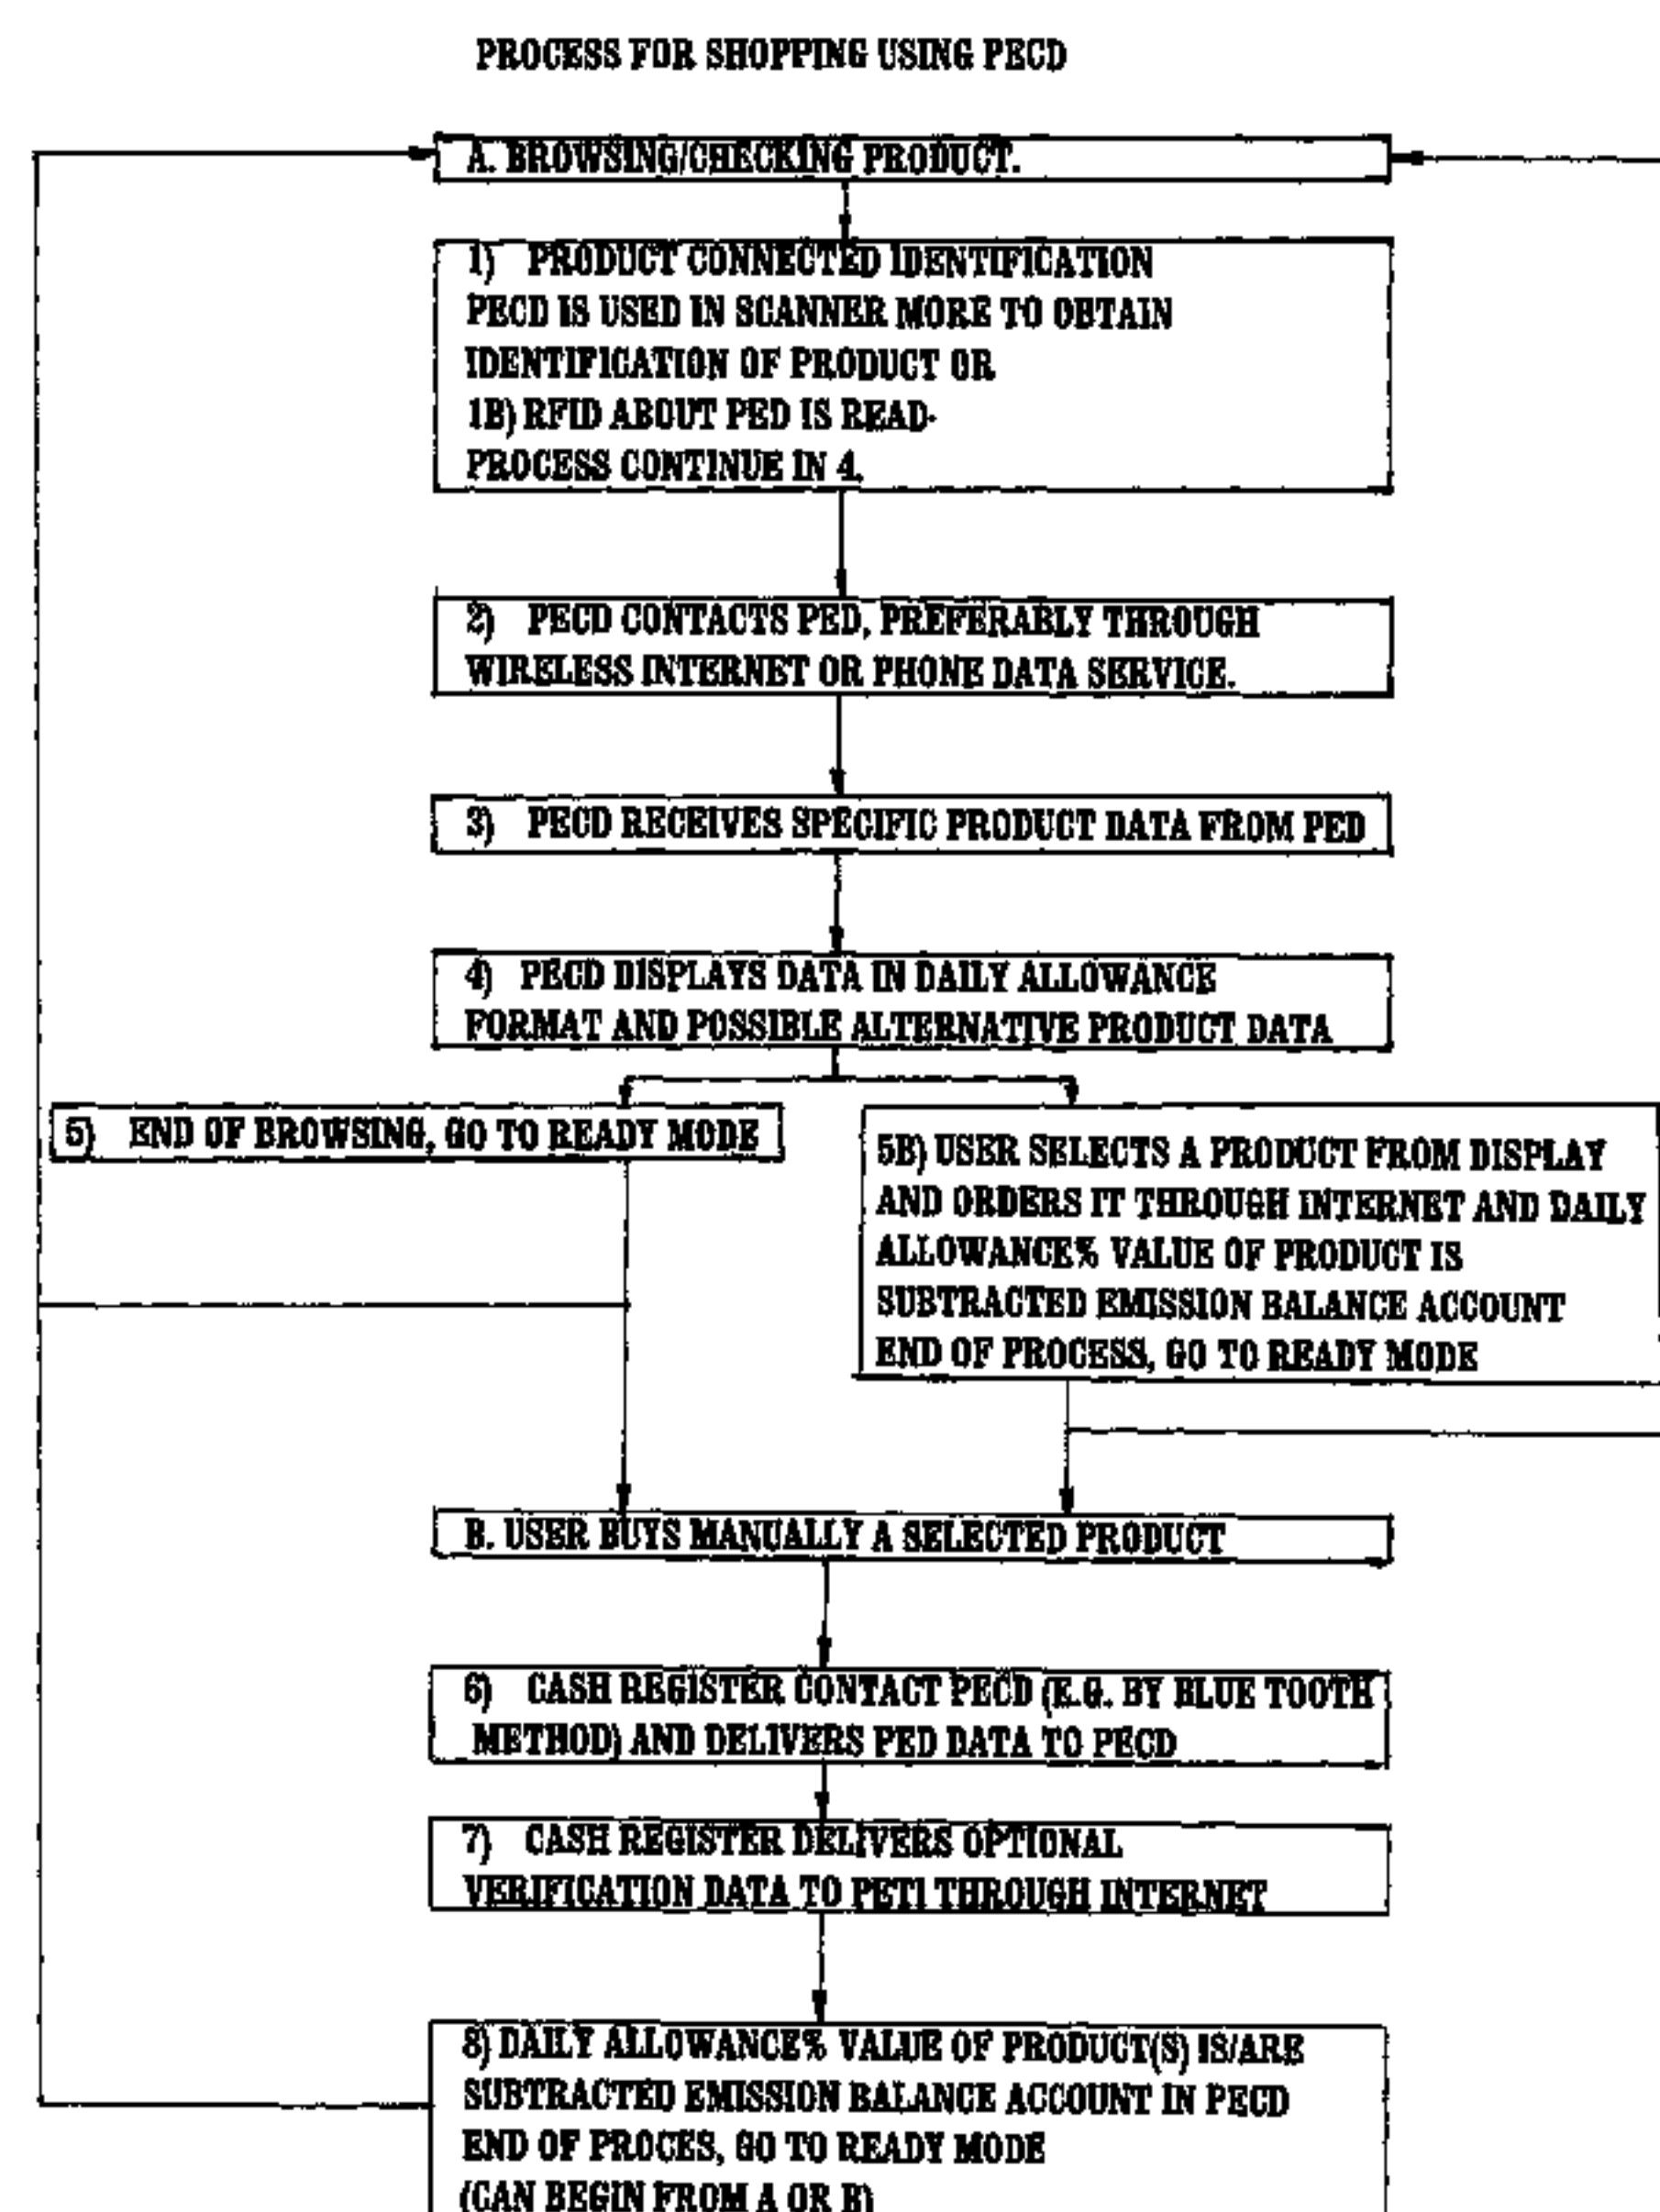 PROCESS FOR SHOPPING USING PECD
A. BROWSING/CHECKING PRODUCT.
1) PRODUCT CONNECTED IDENTIFICATION
PECD IS USED IN SCANNER MORE TO OBTAIN
IDENTIFICATION OF PRODUCT OR
1B) RFID ABOUT PED IS READ-
PROCESS CONTINUE IN 4.
2) PECD CONTACTS PED, PREFERABLY THROUGH
WIRELESS INTERNET OR PHONE DATA SERVICE.
3) PECD RECEIVES SPECIFIC PRODUCT DATA FROM PED
4) PECD DISPLAYS DATA IN DAILY ALLOWANCE
FORMAT AND POSSIBLE ALTERNATIVE PRODUCT DATA
5) END OF BROWSING, GO TO READY MODE
5B) USER SELECTS A PRODUCT FROM DISPLAY
AND ORDERS IT THROUGH INTERNET AND DAILY
ALLOWANCE% VALUE OF PRODUCT IS
SUBTRACTED EMISSION BALANCE ACCOUNT
END OF PROCESS, GO TO READY MODE
B. USER BUYS MANUALLY A SELECTED PRODUCT
6) CASH REGISTER CONTACT PECD (E.G. BY BLUE TOOTH
METHOD) AND DELIVERS PED DATA TO PECD
7) CASH REGISTER DELIVERS OPTIONAL
VERIFICATION DATA TO PETI THROUGH INTERNET
8) DAILY ALLOWANCE% VALUE OF PRODUCT(S) IS/ARE
SUBTRACTED EMISSION BALANCE ACCOUNT IN PECD
END OF PROCES, GO TO READY MODE
(CAN BEGIN FROM A OR B)